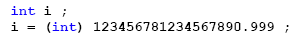 int i ;
i = (int) 123456781234567890.999 ;